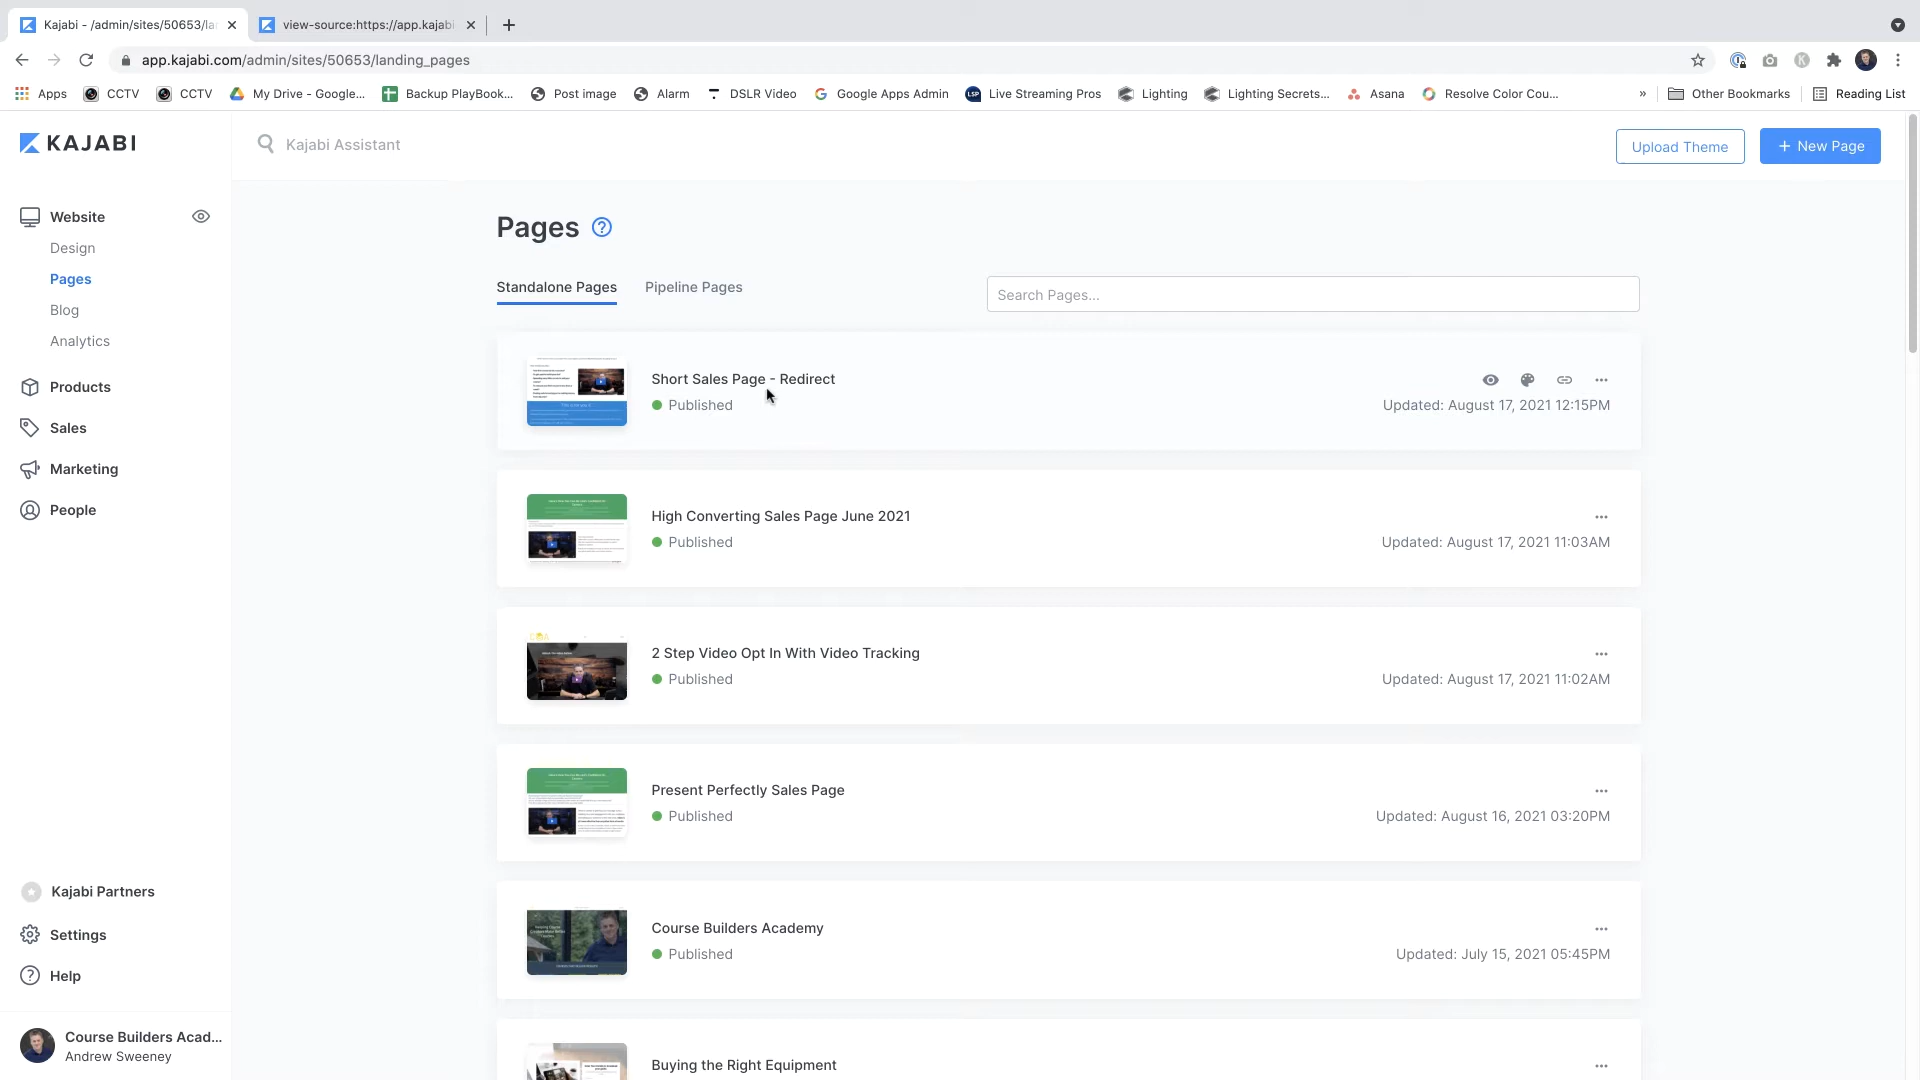 Kajabi - /admin/sites/50653/la
view-source:https://app.kajabi
app.kajabi.com/admin/sites/50653/landing_pages
Apps
CCTV
CCTV
My Drive - Google...
Backup PlayBook...
Post image
Alarm
DSLR Video
Google Apps Admin
LSP
Live Streaming Pros
Lighting
Lighting Secrets...
Asana
Resolve Color Cou...
»
Other Bookmarks
Reading List
KAJABI
Kajabi Assistant
Upload Theme
+ New Page
Website
Design
Pages
Blog
Analytics
Products
Sales
Marketing
People
Kajabi Partners
Settings
Help
Course Builders Acad...
Andrew Sweeney
Pages
Standalone Pages
Pipeline Pages
Search Pages...
Short Sales Page - Redirect
Published
Updated: August 17, 2021 12:15PM
High Converting Sales Page June 2021
Published
Updated: August 17, 2021 11:03AM
2 Step Video Opt In With Video Tracking
Published
Updated: August 17, 2021 11:02AM
Present Perfectly Sales Page
Published
Updated: August 16, 2021 03:20PM
Course Builders Academy
Published
Updated: July 15, 2021 05:45PM
Buying the Right Equipment